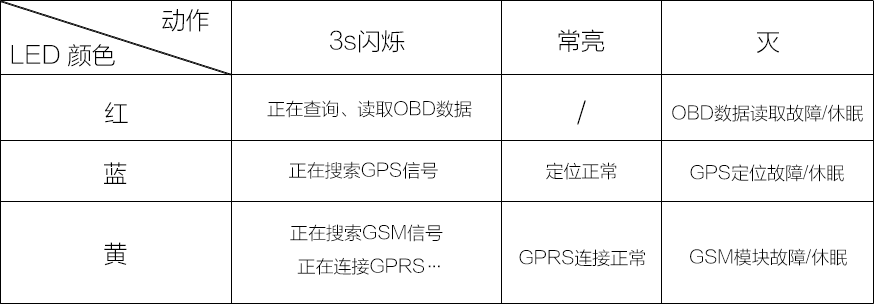 动作
LED 颜色
3s闪烁
常亮
灭
红
正在查询、读取OBD数据
/
OBD数据读取故障/休眠
蓝
正在搜索GPS信号
定位正常
GPS定位故障/休眠
黄
正在搜索GSM信号
正在连接GPRS…
GPRS连接正常
GSM模块故障/休眠